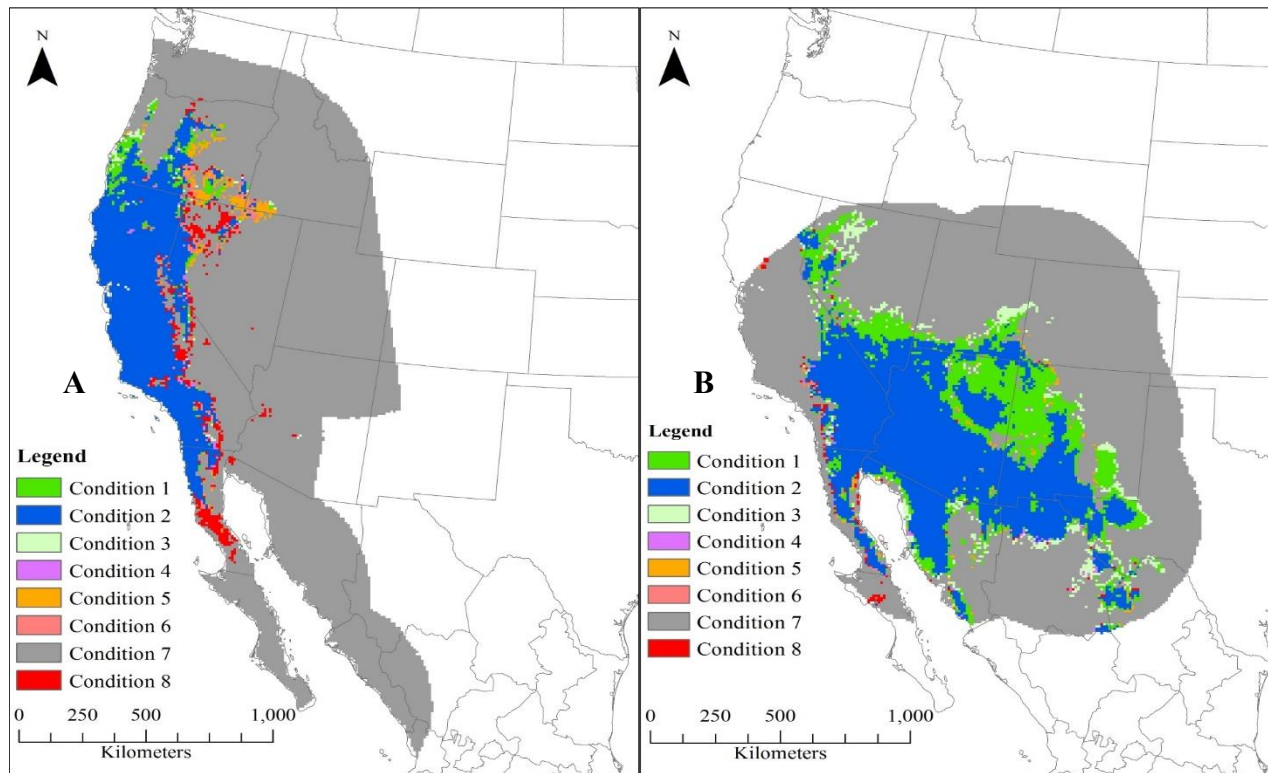 N
A
Legend
Condition 1
Condition 2
Condition 3
Condition 4
Condition 5
Condition 6
Condition 7
Condition 8
0 250 500 1,000
Kilometers
N
B
Legend
Condition 1
Condition 2
Condition 3
Condition 4
Condition 5
Condition 6
Condition 7
Condition 8
0 250 500 1,000
Kilometers